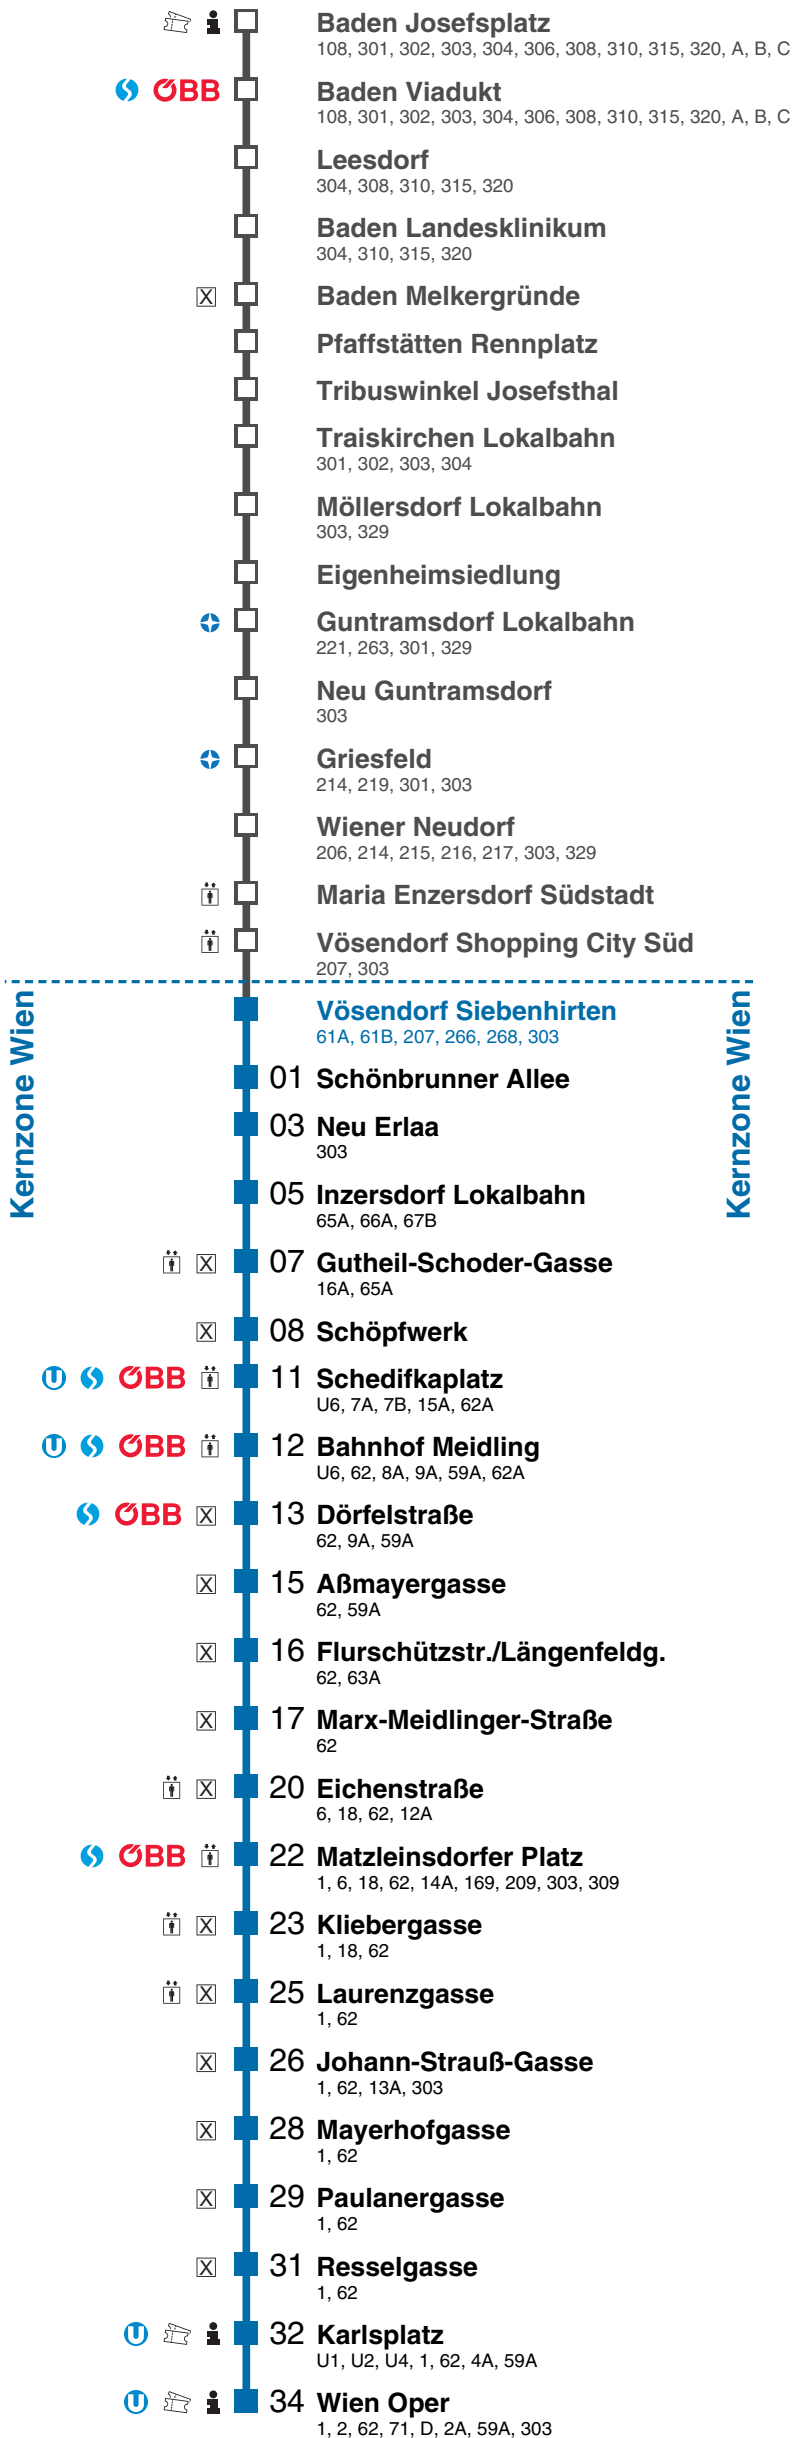 Baden Josefsplatz
108, 301, 302, 303, 304, 306, 308, 310, 315, 320, A, B, C
ÖBB
Baden Viadukt
108, 301, 302, 303, 304, 306, 308, 310, 315, 320, A, B, C
Leesdorf
304, 308, 310, 315, 320
Baden Landesklinikum
304, 310, 315, 320
X Baden Melkergründe
Pfaffstätten Rennplatz
Tribuswinkel Josefsthal
Traiskirchen Lokalbahn
301, 302, 303, 304
Möllersdorf Lokalbahn
303, 329
Eigenheimsiedlung
Guntramsdorf Lokalbahn
221, 263, 301, 329
Neu Guntramsdorf
303
Griesfeld
214, 219, 301, 303
Wiener Neudorf
206, 214, 215, 216, 217, 303, 329
Maria Enzersdorf Südstadt
Vösendorf Shopping City Süd
207, 303
Kernzone Wien
Kernzone Wien
Vösendorf Siebenhirten
61A, 61B, 207, 266, 268, 303
01 Schönbrunner Allee
03 Neu Erlaa
303
05 Inzersdorf Lokalbahn
65A, 66A, 67B
X 07 Gutheil-Schoder-Gasse
16A, 65A
X 08 Schöpfwerk
U S ÖBB 11 Schedifkaplatz
U6, 7A, 7B, 15A, 62A
U S ÖBB 12 Bahnhof Meidling
U6, 62, 8A, 9A, 59A, 62A
S ÖBB X 13 Dörfelstraße
62, 9A, 59A
X 15 Aßmayergasse
62, 59A
X 16 Flurschützstr./Längenfeldg.
62, 63A
X 17 Marx-Meidlinger-Straße
62
X 20 Eichenstraße
6, 18, 62, 12A
S ÖBB 22 Matzleinsdorfer Platz
1, 6, 18, 62, 14A, 169, 209, 303, 309
X 23 Kliebergasse
1, 18, 62
X 25 Laurenzgasse
1, 62
X 26 Johann-Strauß-Gasse
1, 62, 13A, 303
X 28 Mayerhofgasse
1, 62
X 29 Paulanergasse
1, 62
X 31 Resselgasse
1, 62
U i 32 Karlsplatz
U1, U2, U4, 1, 62, 4A, 59A
U i 34 Wien Oper
1, 2, 62, 71, D, 2A, 59A, 303